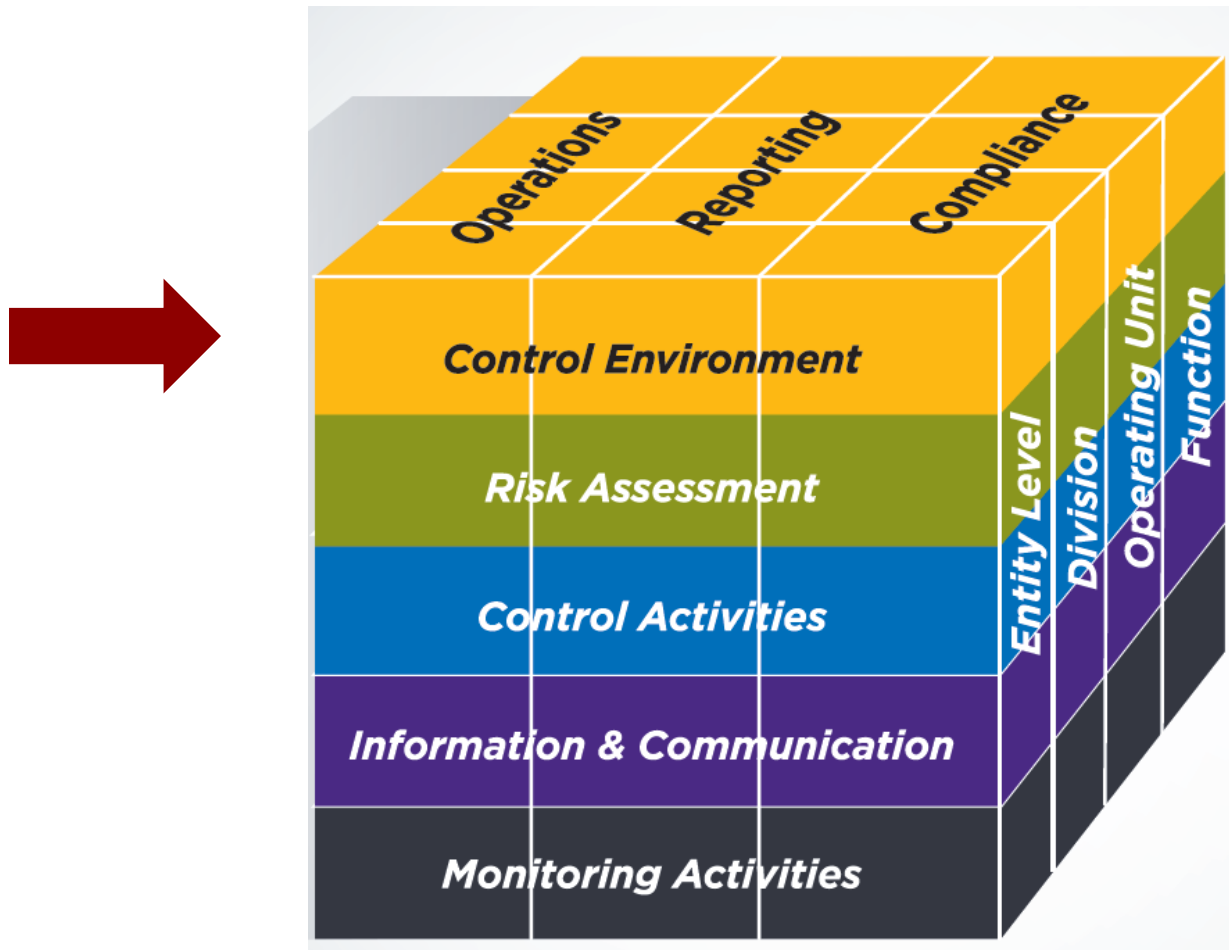 Operations
Reporting
Compliance
Control Environment
Risk Assessment
Control Activities
Information & Communication
Monitoring Activities
Entity Level
Division
Operating Unit
Function